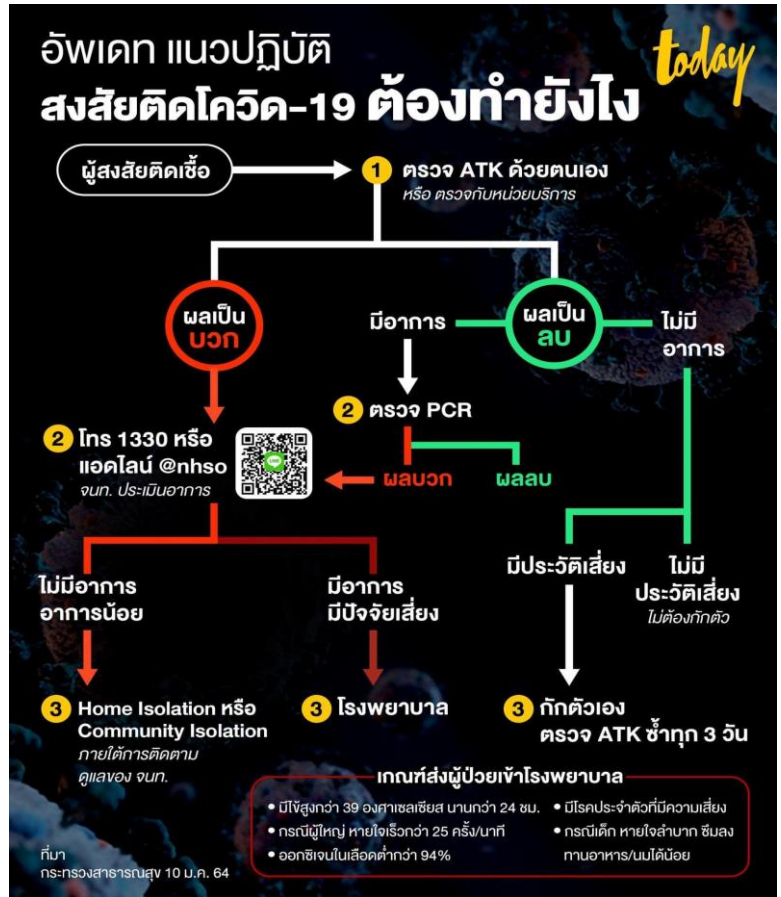 อัพเดท แนวปฏิบัติ
today
สงสัยติดโควิด-19 ต้องทำยังไง
ผู้สงสัยติดเชื้อ
1 ตรวจ ATK ด้วยตนเอง
หรือ ตรวจกับหน่วยบริการ
ผลเป็น
บวก
มีอาการ
ผลเป็น
ลบ
ไม่มี
อาการ
2 ตรวจ PCR
ผลบวก
ผลลบ
2 โทร 1330 หรือ
แอดไลน์ @nhso
จนท. ประเมินอาการ
LINE
ไม่มีอาการ
อาการน้อย
มีอาการ
มีปัจจัยเสี่ยง
มีประวัติเสี่ยง
ไม่มี
ประวัติเสี่ยง
ไม่ต้องกักตัว
3 Home Isolation หรือ
Community Isolation
ภายใต้การติดตาม
ดูแลของ จนท.
3 โรงพยาบาล
3 กักตัวเอง
ตรวจ ATK ซ้ำทุก 3 วัน
เกณฑ์ส่งผู้ป่วยเข้าโรงพยาบาล
• มีไข้สูงกว่า 39 องศาเซลเซียส นานกว่า 24 ชม.
• กรณีผู้ใหญ่ หายใจเร็วกว่า 25 ครั้ง/นาที
• ออกซิเจนในเลือดต่ำกว่า 94%
• มีโรคประจำตัวที่มีความเสี่ยง
• กรณีเด็ก หายใจลำบาก ซึมลง
ทานอาหาร/นมได้น้อย
ที่มา
กระทรวงสาธารณสุข 10 ม.ค. 64